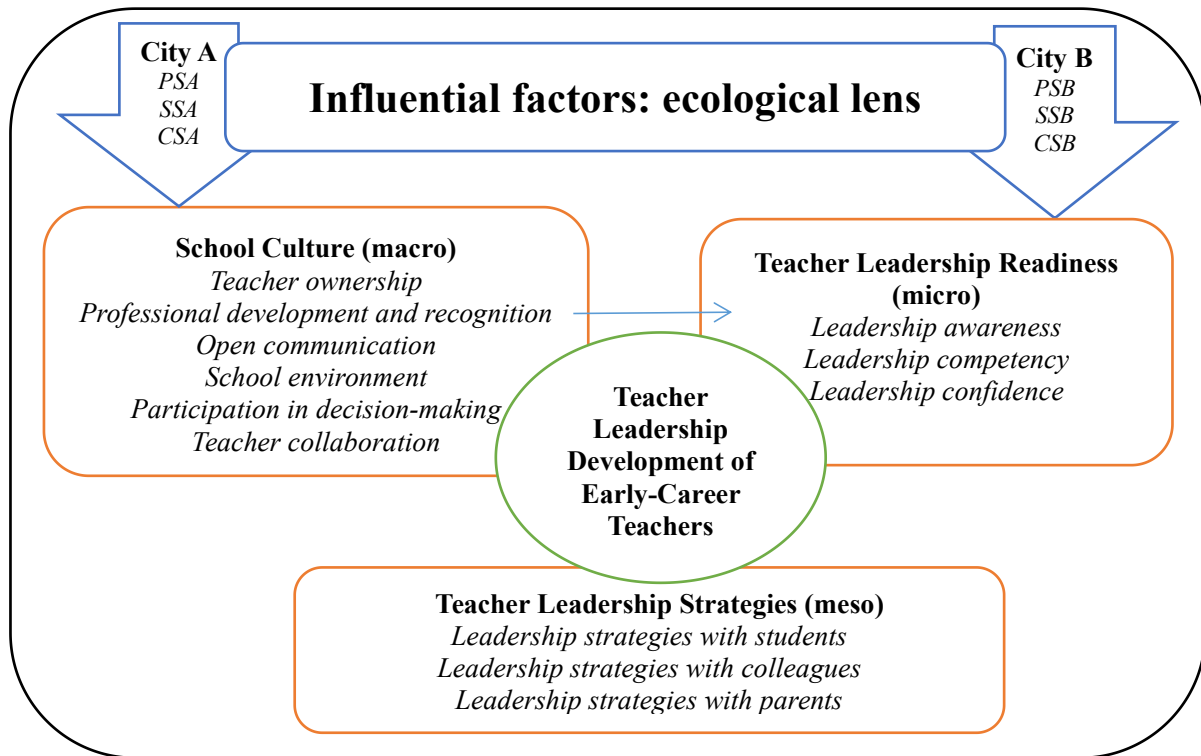 City A
PSA
SSA
CSA
Influential factors: ecological lens
City B
PSB
SSB
CSB
School Culture (macro)
Teacher ownership
Professional development and recognition
Open communication
School environment
Participation in decision-making
Teacher collaboration
Teacher Leadership Readiness
(micro)
Leadership awareness
Leadership competency
Leadership confidence
Teacher
Leadership
Development of
Early-Career
Teachers
Teacher Leadership Strategies (meso)
Leadership strategies with students
Leadership strategies with colleagues
Leadership strategies with parents